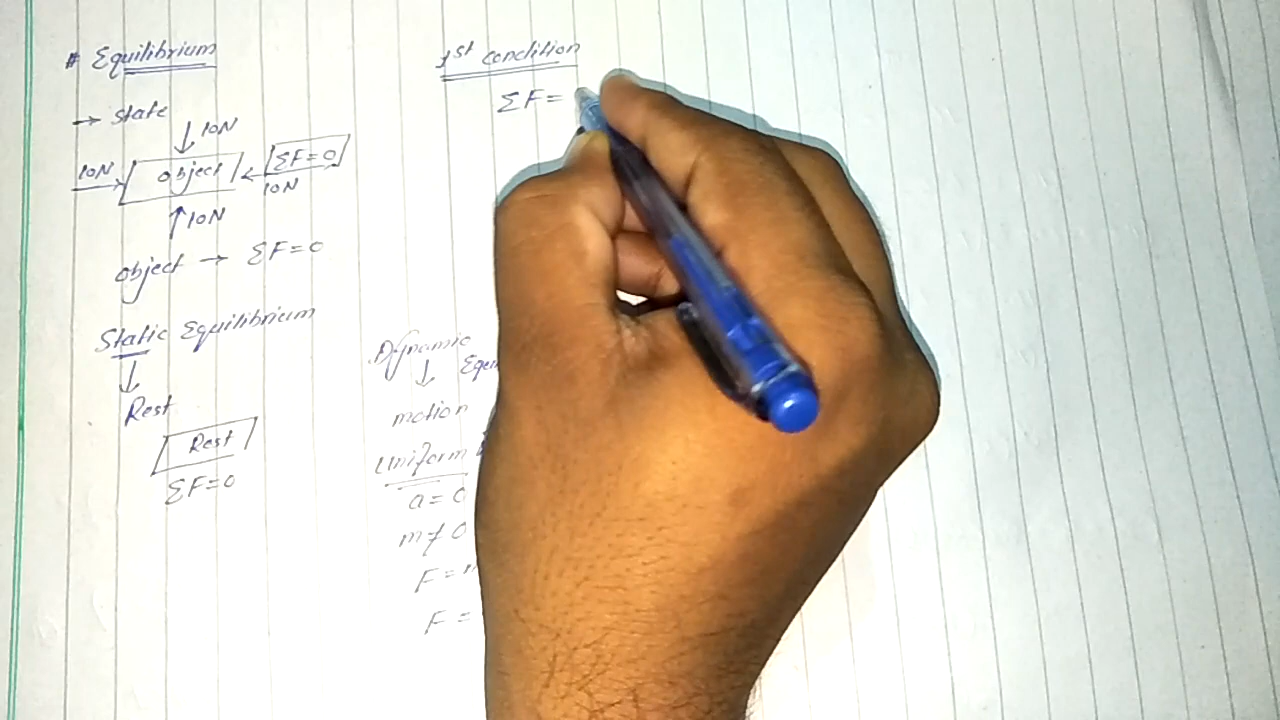 # Equilibrium
→ State
↓ 10N
10N → object ← 10N
ΣF=0
↑ 10N
object → ΣF=0
Static Equilibrium
↓
Rest
Rest
ΣF=0
1st condition
ΣF=
Dynamic
↓
motion
Uniform
a=0
m≠0
F=
F=